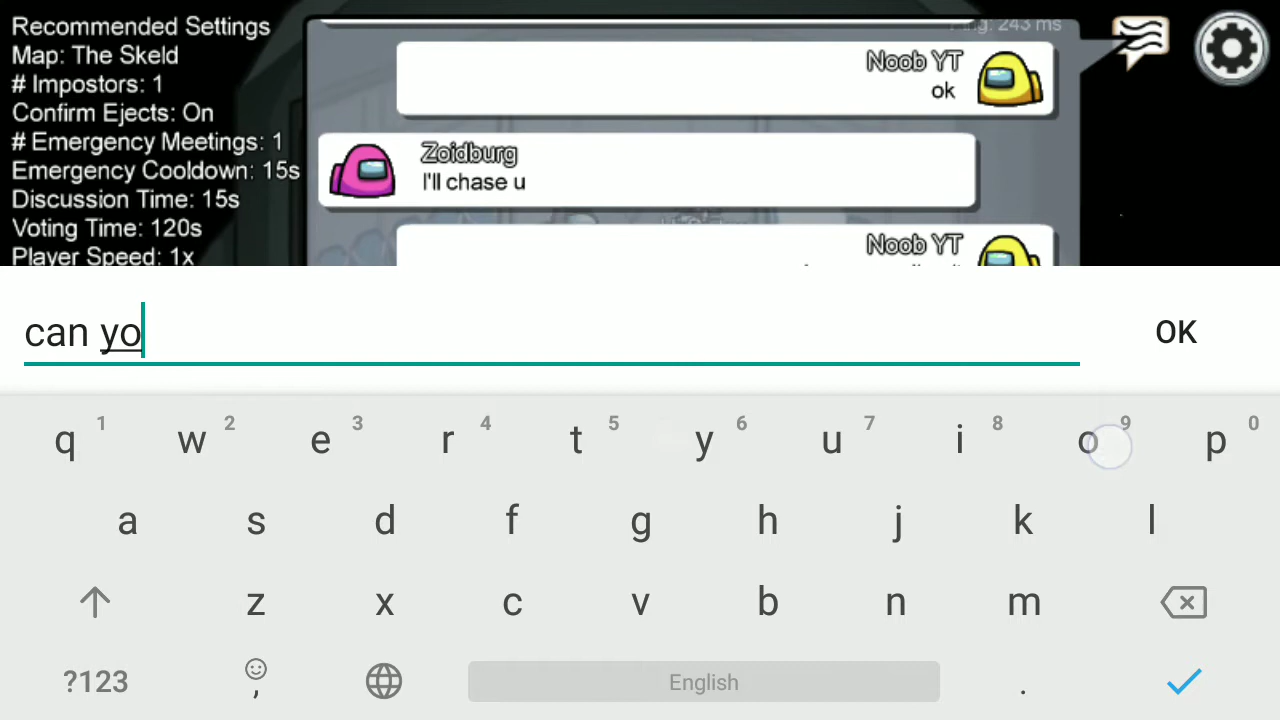 Recommended Settings
Map: The Skeld
# Impostors: 1
Confirm Ejects: On
# Emergency Meetings: 1
Emergency Cooldown: 15s
Discussion Time: 15s
Voting Time: 120s
Player Speed: 1x
Ping: 243 ms
Noob YT
ok
Zoidburg
I'll chase u
Noob YT
can yo
OK
q 1 w 2 e 3 r 4 t 5 y 6 u 7 i 8 o 9 p 0
a s d f g h j k l
z x c v b n m
?123 , English .